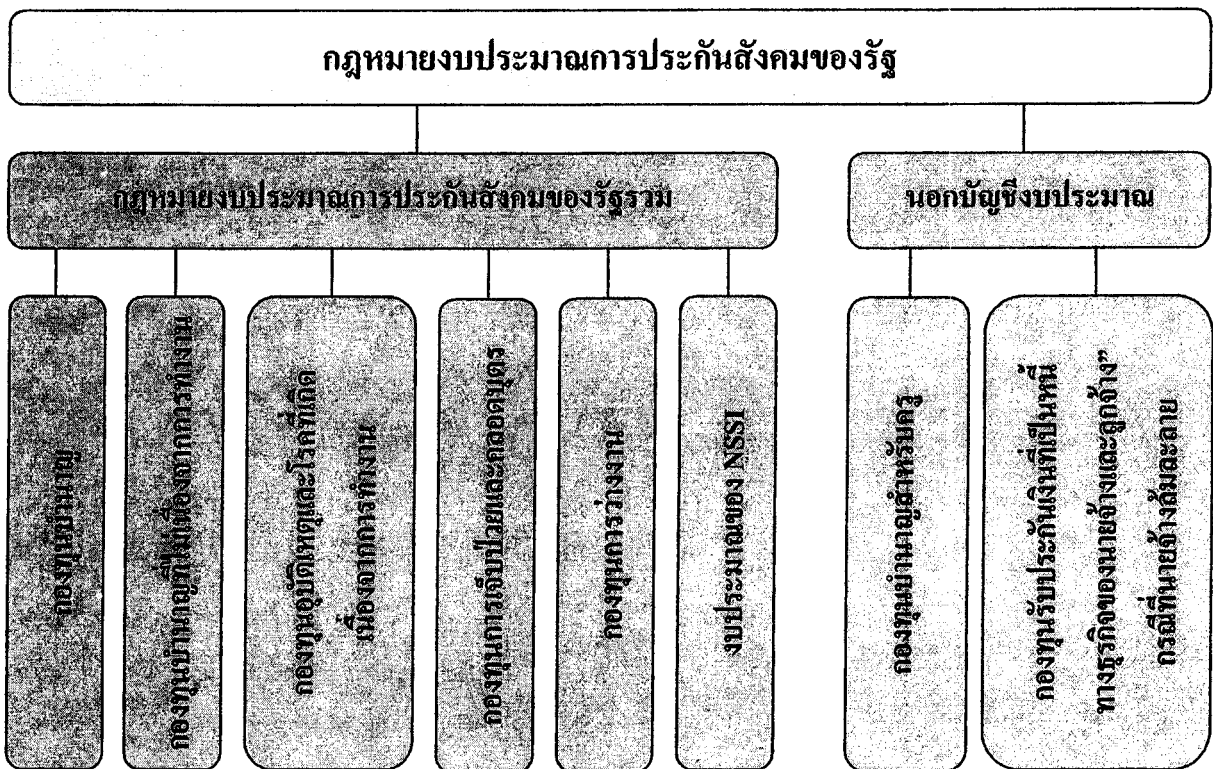 กฎหมายงบประมาณการประกันสังคมของรัฐ
กฎหมายงบประมาณการประกันสังคมของรัฐรวม
นอกบัญชีงบประมาณ
กองทุนบำนาญ
กองทุนบำนาญที่ไม่เนื่องจากการทำงาน
กองทุนอุบัติเหตุและโรคที่เกิด
เนื่องจากการทำงาน
กองทุนการเจ็บป่วยและคลอดบุตร
กองทุนการว่างงาน
งบประมาณของ NSSI
กองทุนบำนาญสำหรับครู
กองทุนรับประกันเงินที่เป็นหนี้
ทางธุรกิจของนายจ้างและลูกจ้าง”
กรณีที่นายจ้างล้มละลาย